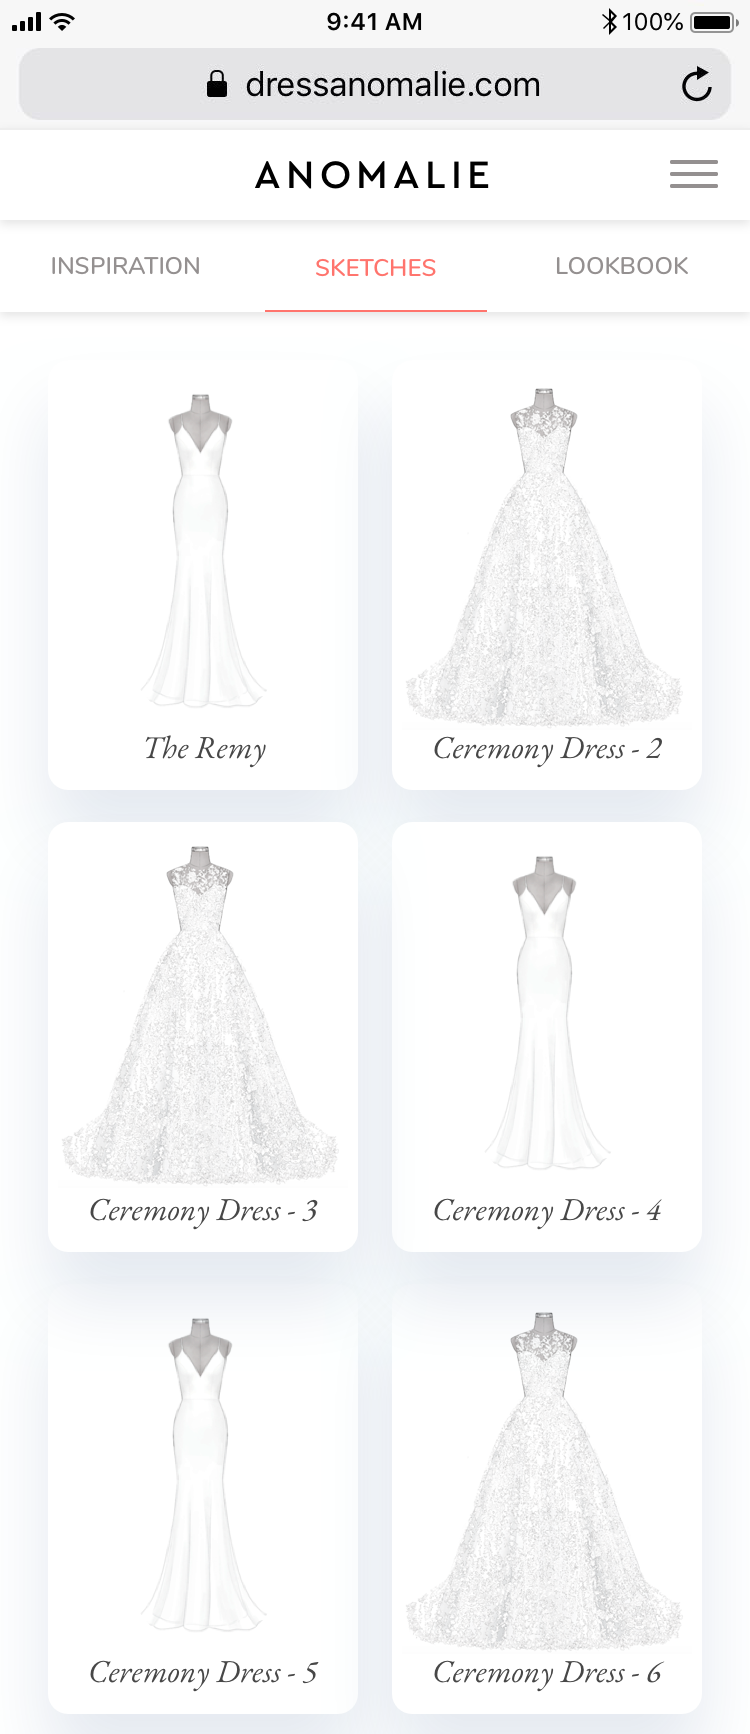 9:41 AM
100%
dressanomalie.com
ANOMALIE
INSPIRATION
SKETCHES
LOOKBOOK
The Remy
Ceremony Dress - 2
Ceremony Dress - 3
Ceremony Dress - 4
Ceremony Dress - 5
Ceremony Dress - 6